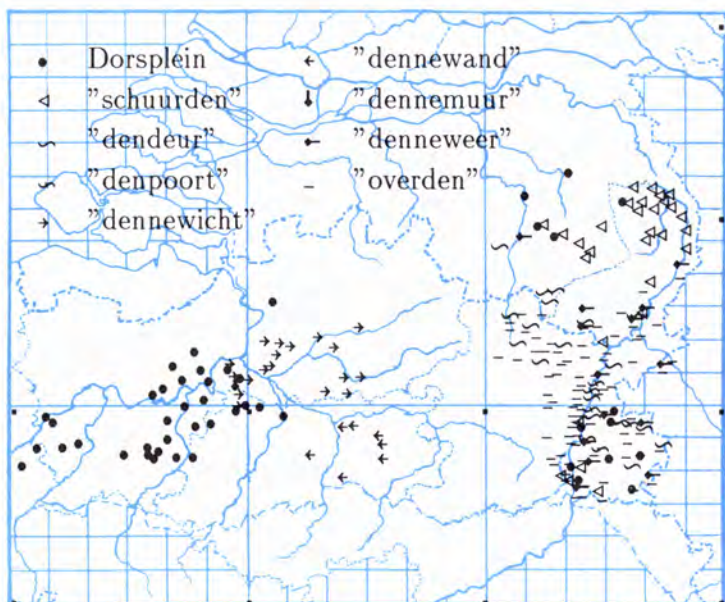 Dorsplein "dennewand"
"schuurden" "dennemuur"
"dendeur" "denneweer"
"denpoort" "overden"
"dennewicht"